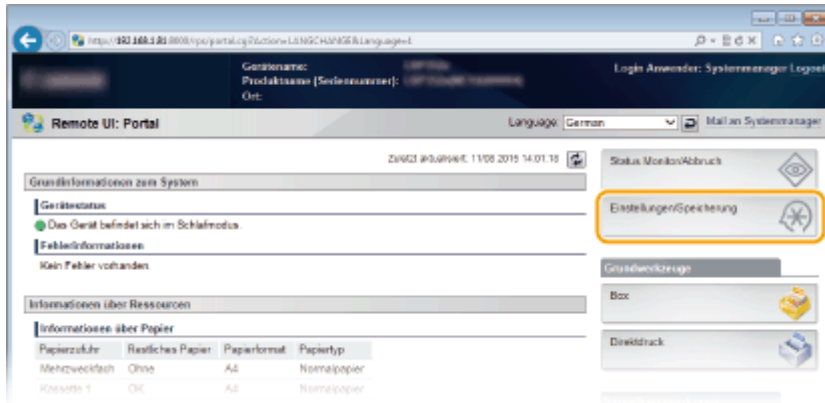 Gerätename:
Produktname (Seriennummer):
Ort:
Login Anwender: Systemmanager Logout
Remote UI: Portal
Language: German
Mail an Systemmanager
Zuletzt aktualisiert: 11/08 2015 14:01:18
Grundinformationen zum System
Gerätestatus
Das Gerät befindet sich im Schlafmodus.
Fehlerinformationen
Kein Fehler vorhanden.
Informationen über Ressourcen
Informationen über Papier
Papierzufuhr Restliches Papier Papierformat Papiertyp
Mehrzweckfach Ohne A4 Normalpapier
Kassette 1 OK A4 Normalpapier
Status Monitor/Abbruch
Einstellungen/Speicherung
Grundwerkzeuge
Box
Direktdruck